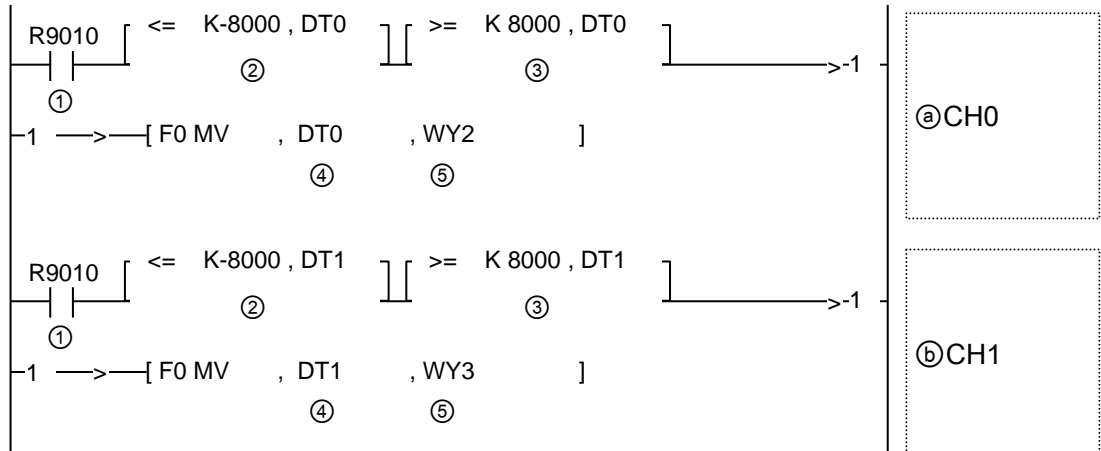 <= K-8000 , DT0 >= K 8000 , DT0
R9010
② ③ >-1
①
-1 > [ F0 MV , DT0 , WY2 ]
④ ⑤
ⓐCH0
<= K-8000 , DT1 >= K 8000 , DT1
R9010
② ③ >-1
①
-1 > [ F0 MV , DT1 , WY3 ]
④ ⑤
ⓑCH1